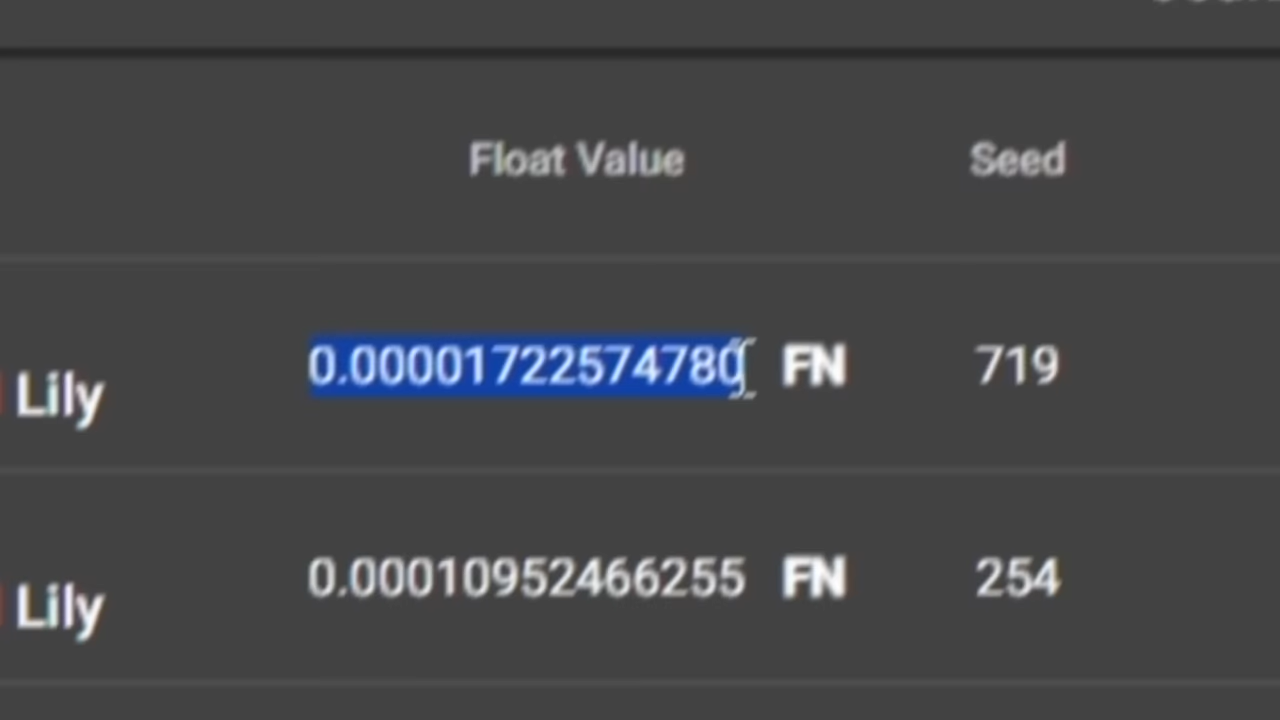 Float Value Seed
Lily 0.00001722574780 FN 719
Lily 0.00010952466255 FN 254